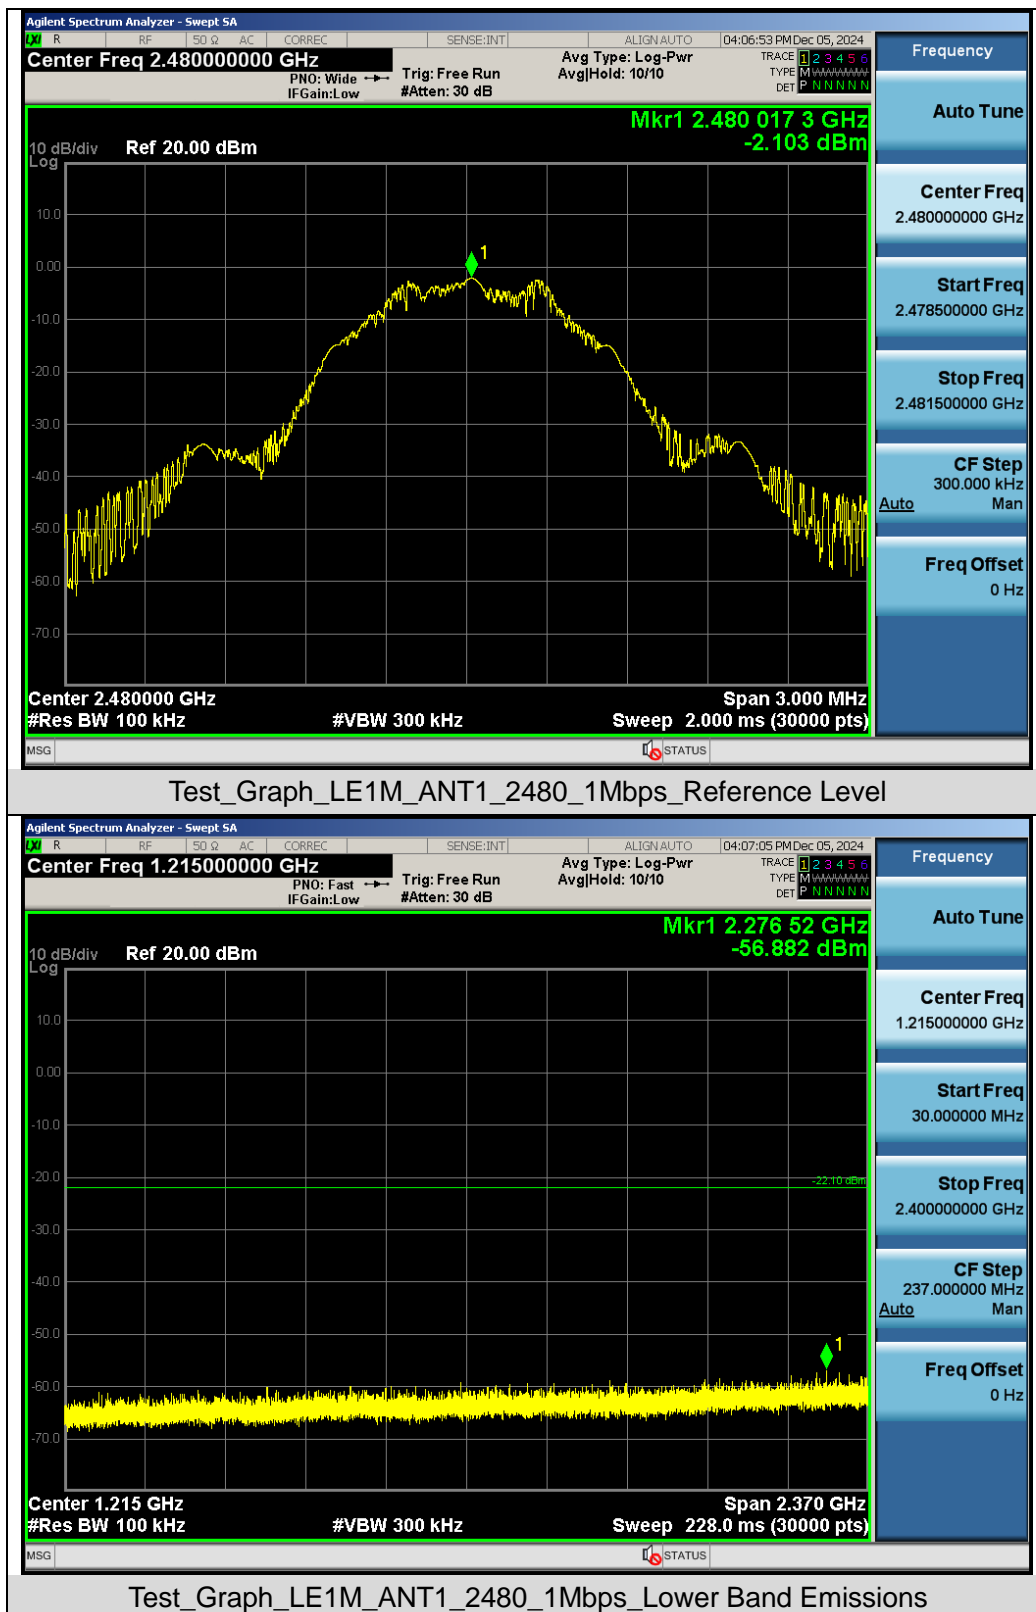 Agilent Spectrum Analyzer - Swept SA
LXI R RF 50 Ω AC CORREC SENSE:INT ALIGN AUTO 04:06:53 PM Dec 05, 2024
Center Freq 2.480000000 GHz
PNO: Wide
IFGain:Low
Trig: Free Run
#Atten: 30 dB
Avg Type: Log-Pwr
Avg|Hold: 10/10
TRACE 1 2 3 4 5 6
TYPE M
DET P N N N N N
Mkr1 2.480 017 3 GHz
-2.103 dBm
10 dB/div Ref 20.00 dBm
Log
10.0
0.00
-10.0
-20.0
-30.0
-40.0
-50.0
-60.0
-70.0
1
Center 2.480000 GHz Span 3.000 MHz
#Res BW 100 kHz #VBW 300 kHz Sweep 2.000 ms (30000 pts)
MSG STATUS
Frequency
Auto Tune
Center Freq
2.480000000 GHz
Start Freq
2.478500000 GHz
Stop Freq
2.481500000 GHz
CF Step
300.000 kHz
Auto Man
Freq Offset
0 Hz
Test_Graph_LE1M_ANT1_2480_1Mbps_Reference Level
Agilent Spectrum Analyzer - Swept SA
LXI R RF 50 Ω AC CORREC SENSE:INT ALIGN AUTO 04:07:05 PM Dec 05, 2024
Center Freq 1.215000000 GHz
PNO: Fast
IFGain:Low
Trig: Free Run
#Atten: 30 dB
Avg Type: Log-Pwr
Avg|Hold: 10/10
TRACE 1 2 3 4 5 6
TYPE M
DET P N N N N N
Mkr1 2.276 52 GHz
-56.882 dBm
10 dB/div Ref 20.00 dBm
Log
10.0
0.00
-10.0
-20.0
-30.0
-40.0
-50.0
-60.0
-70.0
-22.10 dBm
1
Center 1.215 GHz Span 2.370 GHz
#Res BW 100 kHz #VBW 300 kHz Sweep 228.0 ms (30000 pts)
MSG STATUS
Frequency
Auto Tune
Center Freq
1.215000000 GHz
Start Freq
30.000000 MHz
Stop Freq
2.400000000 GHz
CF Step
237.000000 MHz
Auto Man
Freq Offset
0 Hz
Test_Graph_LE1M_ANT1_2480_1Mbps_Lower Band Emissions